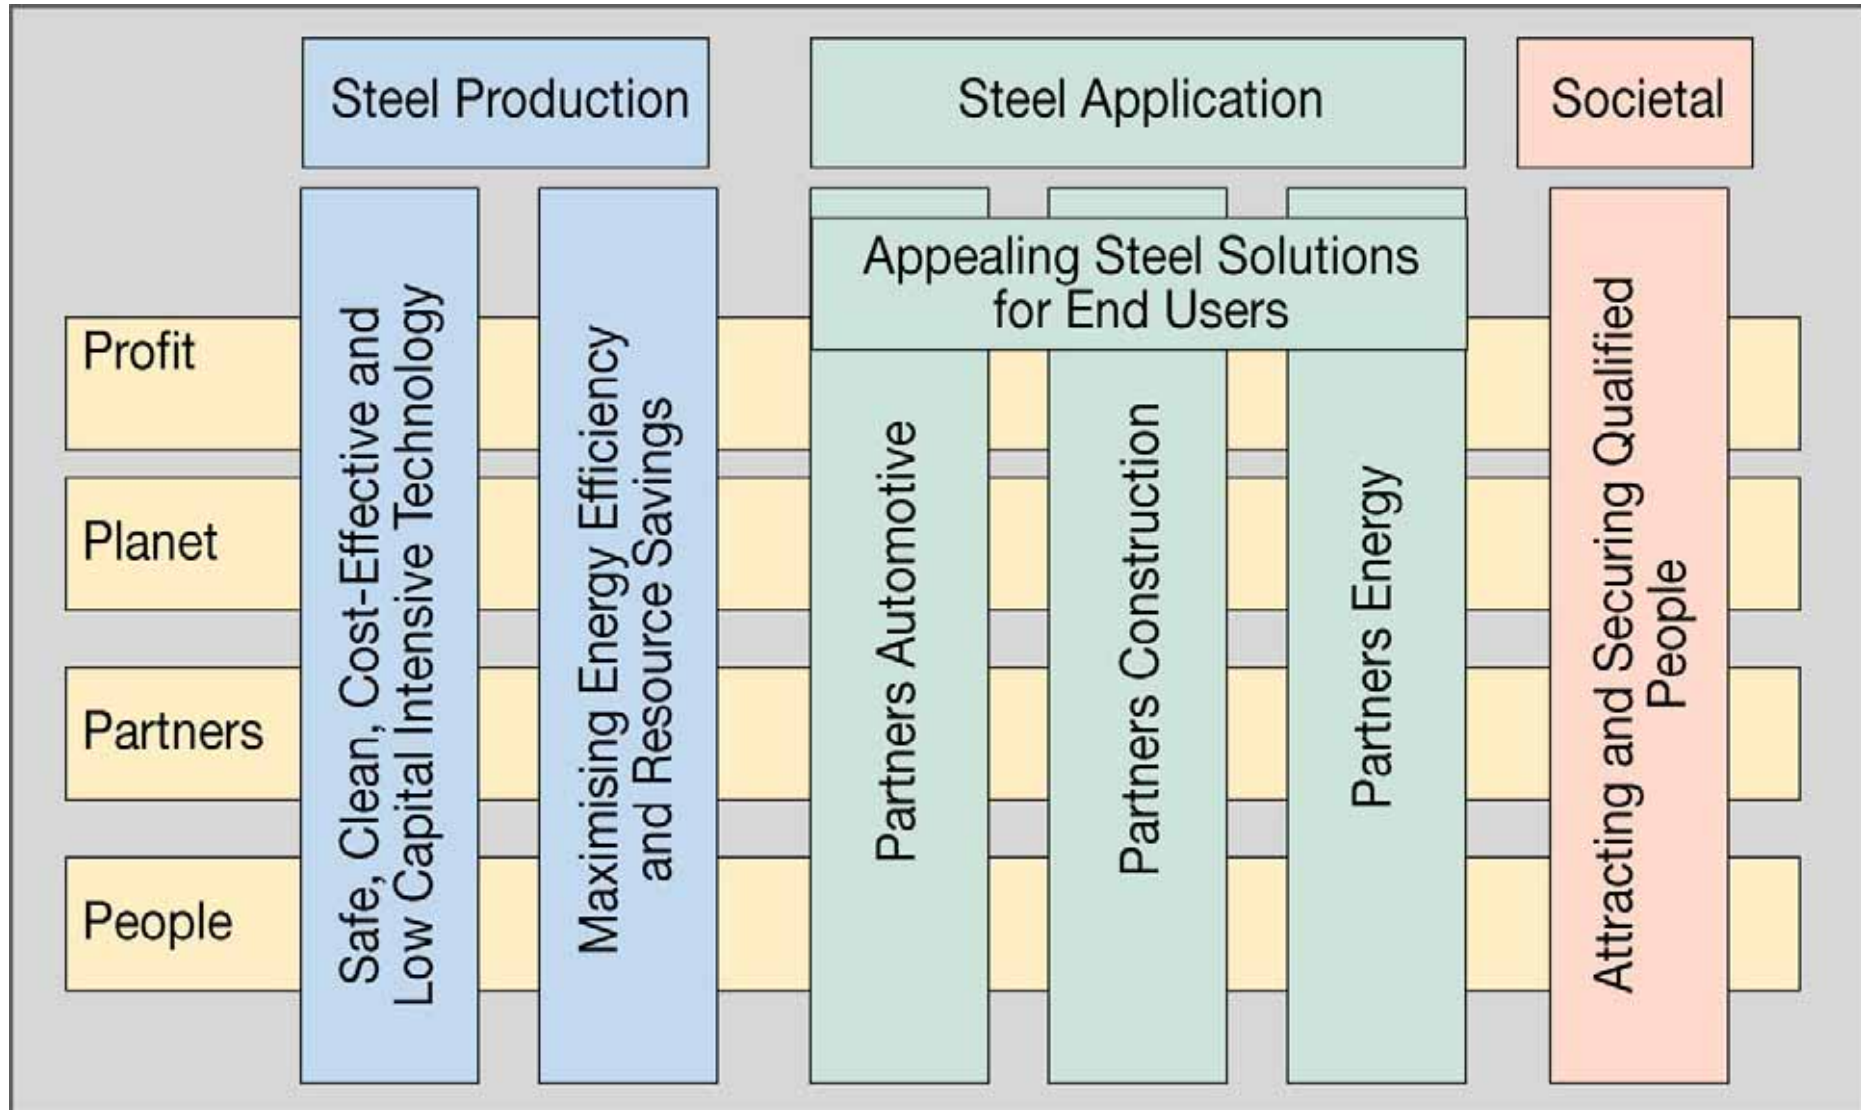 Steel Production
Steel Application
Societal
Appealing Steel Solutions
for End Users
Profit
Planet
Partners
People
Safe, Clean, Cost-Effective and
Low Capital Intensive Technology
Maximising Energy Efficiency
and Resource Savings
Partners Automotive
Partners Construction
Partners Energy
Attracting and Securing Qualified
People